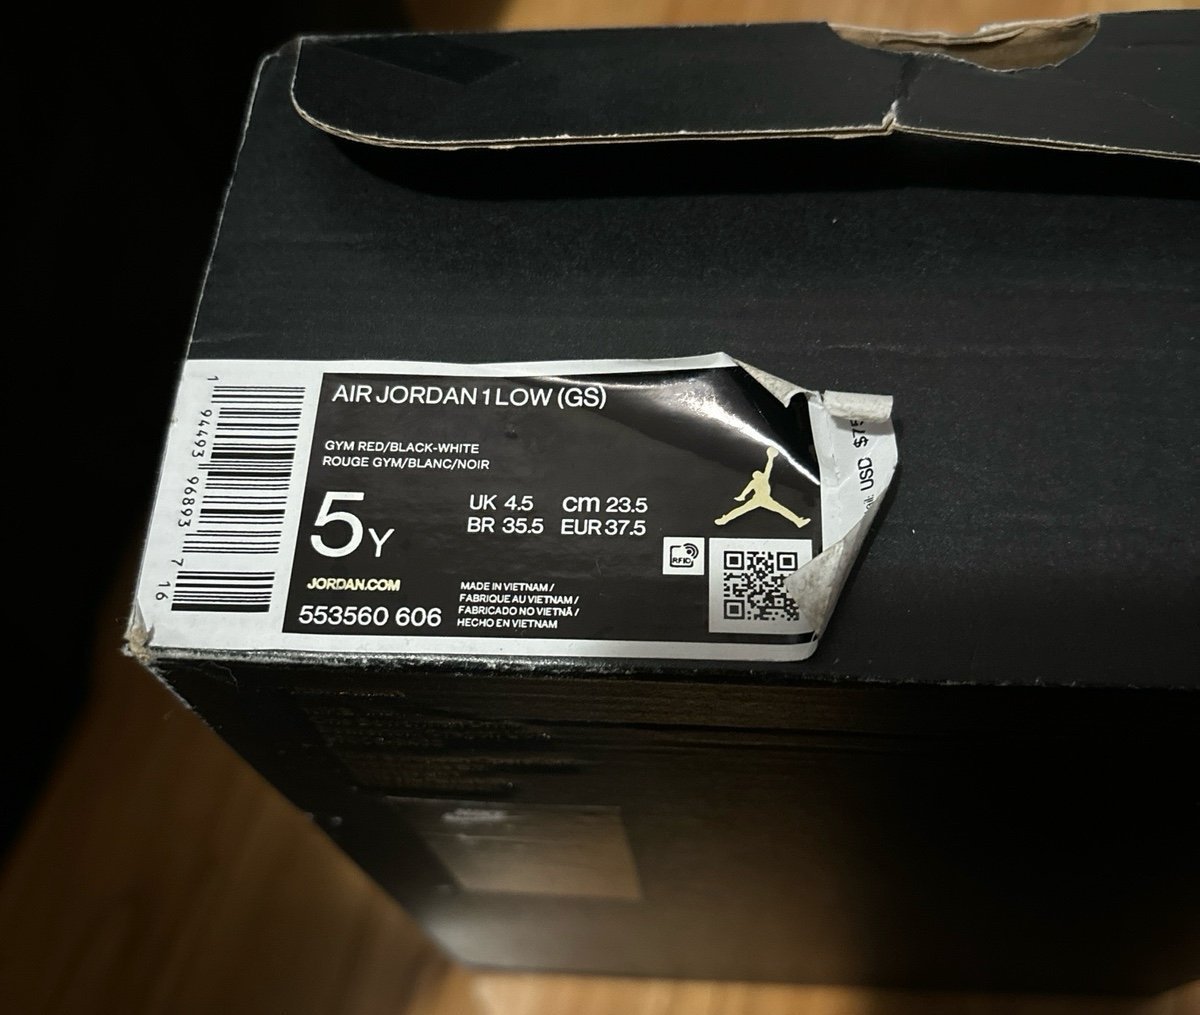 AIR JORDAN 1 LOW (GS)
GYM RED/BLACK-WHITE
ROUGE GYM/BLANC/NOIR
5Y
UK 4.5 cm 23.5
BR 35.5 EUR 37.5
JORDAN.COM
553560 606
MADE IN VIETNAM /
FABRIQUE AU VIETNAM /
FABRICADO NO VIETNÃ /
HECHO EN VIETNAM
RFID
1 94493 96893 7 16
USD